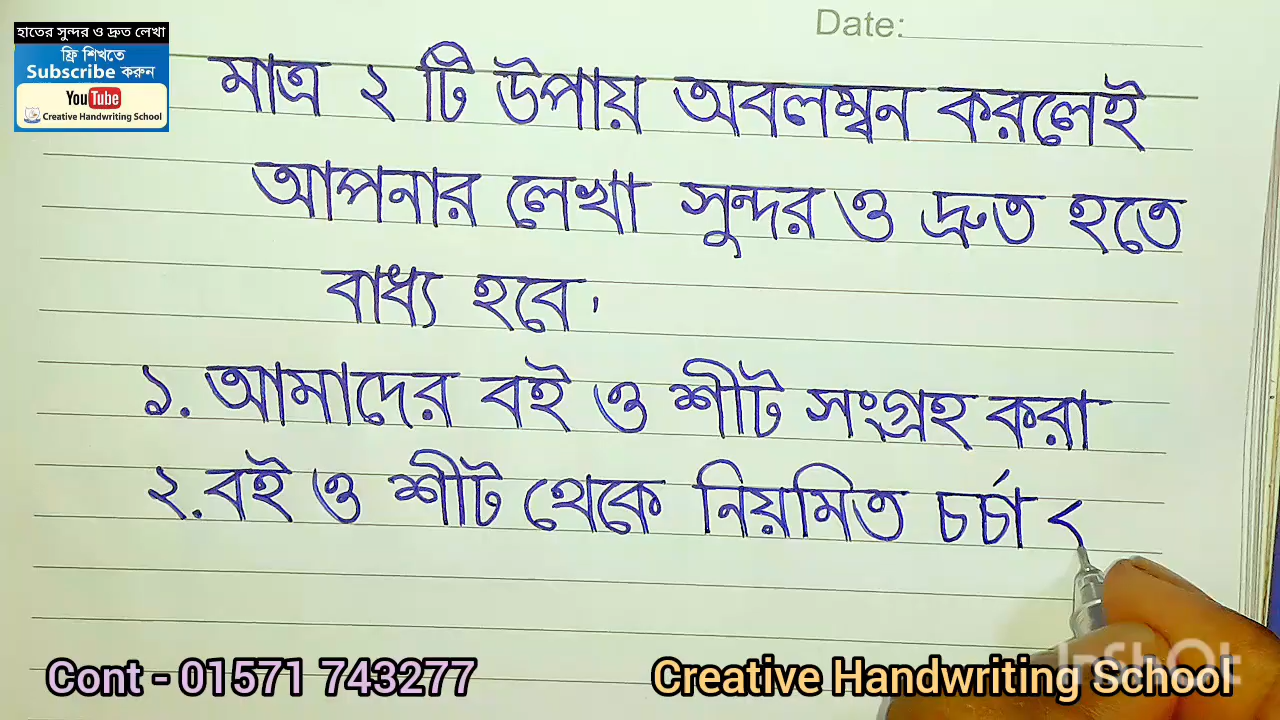 হাতের সুন্দর ও দ্রুত লেখা
ফ্রি শিখতে
Subscribe করুন
YouTube
Creative Handwriting School
Date:
মাত্র ২ টি উপায় অবলম্বন করলেই
আপনার লেখা সুন্দর ও দ্রুত হতে
বাধ্য হবে।
১. আমাদের বই ও শীট সংগ্রহ করা
২. বই ও শীট থেকে নিয়মিত চর্চা
Cont - 01571 743277
Creative Handwriting School
InShOt